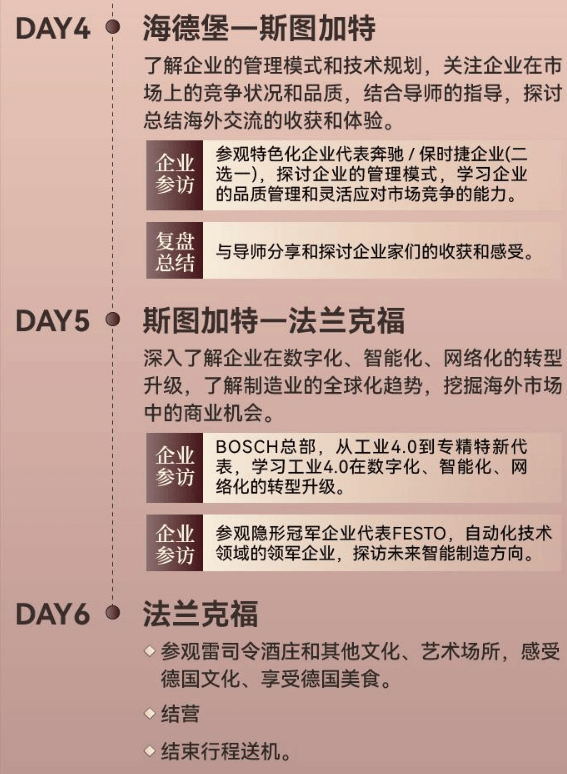 DAY4
海德堡—斯图加特
了解企业的管理模式和技术规划，关注企业在市
场上的竞争状况和品质，结合导师的指导，探讨
总结海外交流的收获和体验。
企业
参访
参观特色化企业代表奔驰 / 保时捷企业(二
选一)，探讨企业的管理模式，学习企业
的品质管理和灵活应对市场竞争的能力。
复盘
总结
与导师分享和探讨企业家们的收获和感受。
DAY5
斯图加特—法兰克福
深入了解企业在数字化、智能化、网络化的转型
升级，了解制造业的全球化趋势，挖掘海外市场
中的商业机会。
企业
参访
BOSCH总部，从工业4.0到专精特新代
表，学习工业4.0在数字化、智能化、网
络化的转型升级。
企业
参访
参观隐形冠军企业代表FESTO，自动化技术
领域的领军企业，探访未来智能制造方向。
DAY6
法兰克福
参观雷司令酒庄和其他文化、艺术场所，感受
德国文化、享受德国美食。
结营
结束行程送机。